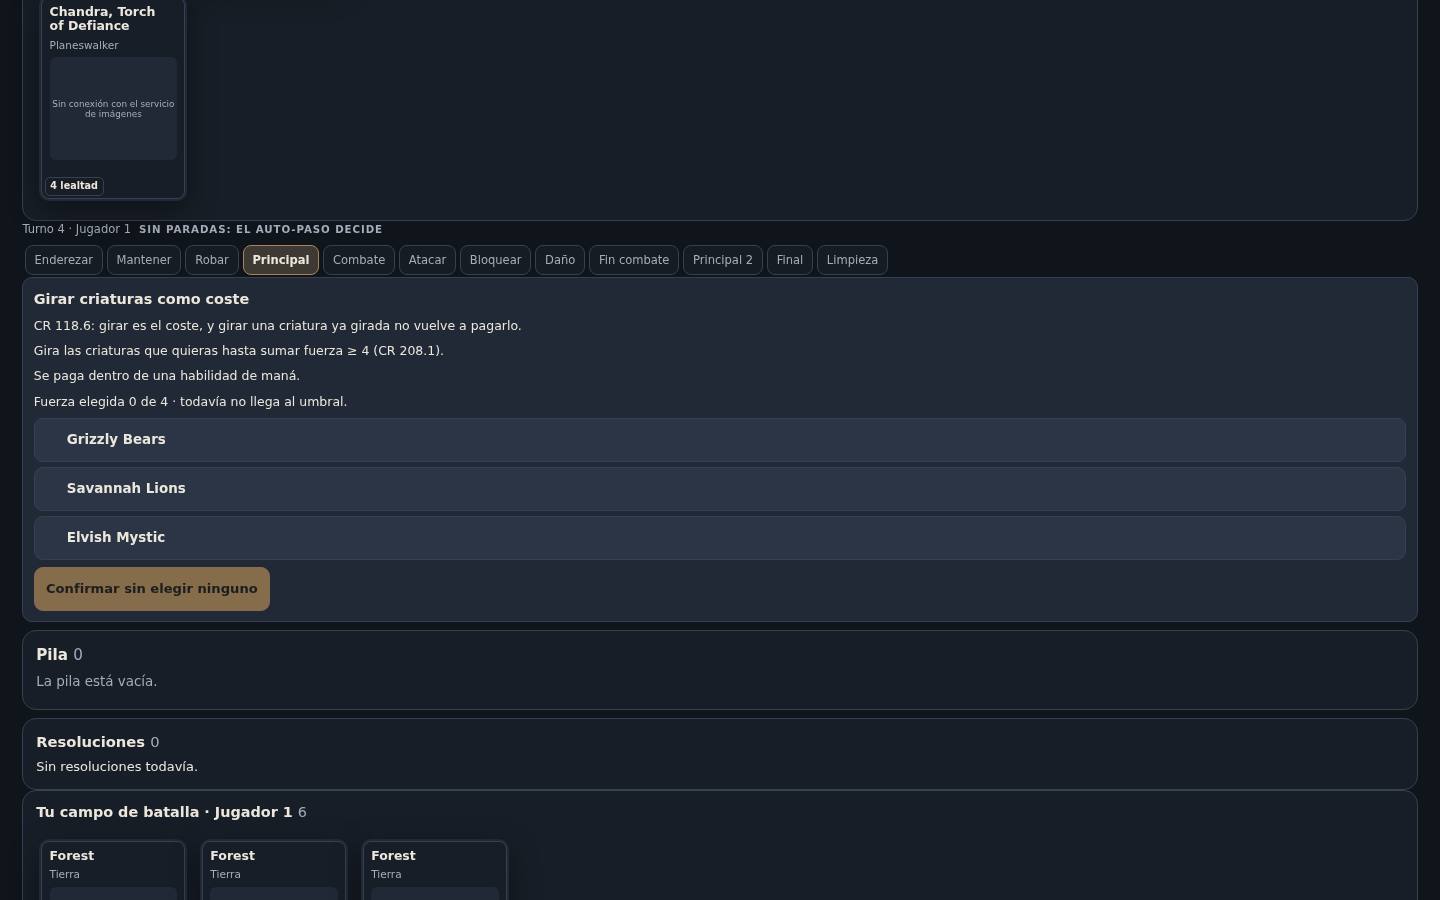 Chandra, Torch
of Defiance
Planeswalker
Sin conexión con el servicio
de imágenes
4 lealtad
Turno 4 · Jugador 1 SIN PARADAS: EL AUTO-PASO DECIDE
Enderezar Mantener Robar Principal Combate Atacar Bloquear Daño Fin combate Principal 2 Final Limpieza
Girar criaturas como coste
CR 118.6: girar es el coste, y girar una criatura ya girada no vuelve a pagarlo.
Gira las criaturas que quieras hasta sumar fuerza ≥ 4 (CR 208.1).
Se paga dentro de una habilidad de maná.
Fuerza elegida 0 de 4 · todavía no llega al umbral.
Grizzly Bears
Savannah Lions
Elvish Mystic
Confirmar sin elegir ninguno
Pila 0
La pila está vacía.
Resoluciones 0
Sin resoluciones todavía.
Tu campo de batalla · Jugador 1 6
Forest Forest Forest
Tierra Tierra Tierra